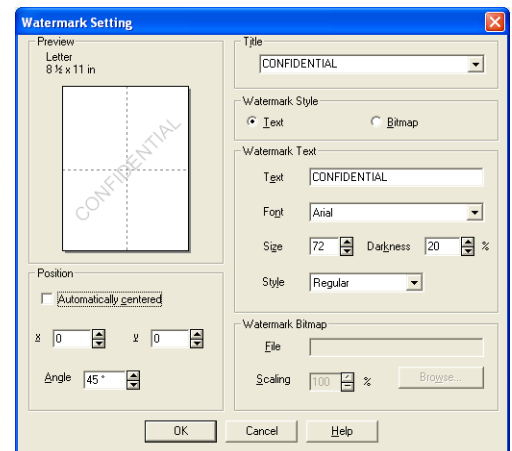 Watermark Setting
Preview
Letter
8 ½ x 11 in
CONFIDENTIAL
Position
Automatically centered
x 0 y 0
Angle 45 °
Title
CONFIDENTIAL
Watermark Style
Text Bitmap
Watermark Text
Text CONFIDENTIAL
Font Arial
Size 72 Darkness 20 %
Style Regular
Watermark Bitmap
File
Scaling 100 % Browse...
OK Cancel Help